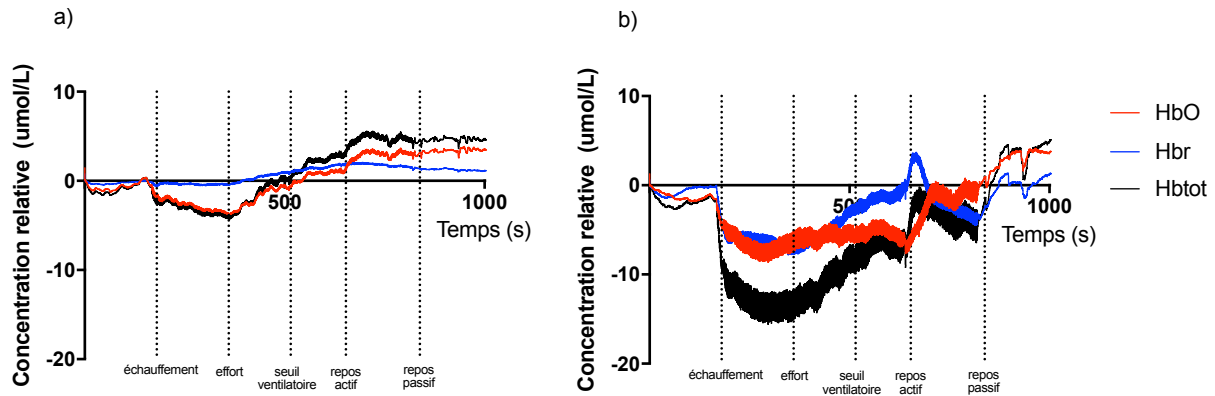 a)
Concentration relative (umol/L)
10
0
-10
-20
500
1000
Temps (s)
échauffement
effort
seuil
ventilatoire
repos
actif
repos
passif
b)
Concentration relative (umol/L)
10
0
-10
-20
50
1000
Temps (s)
échauffement
effort
seuil
ventilatoire
repos
actif
repos
passif
HbO
Hbr
Hbtot